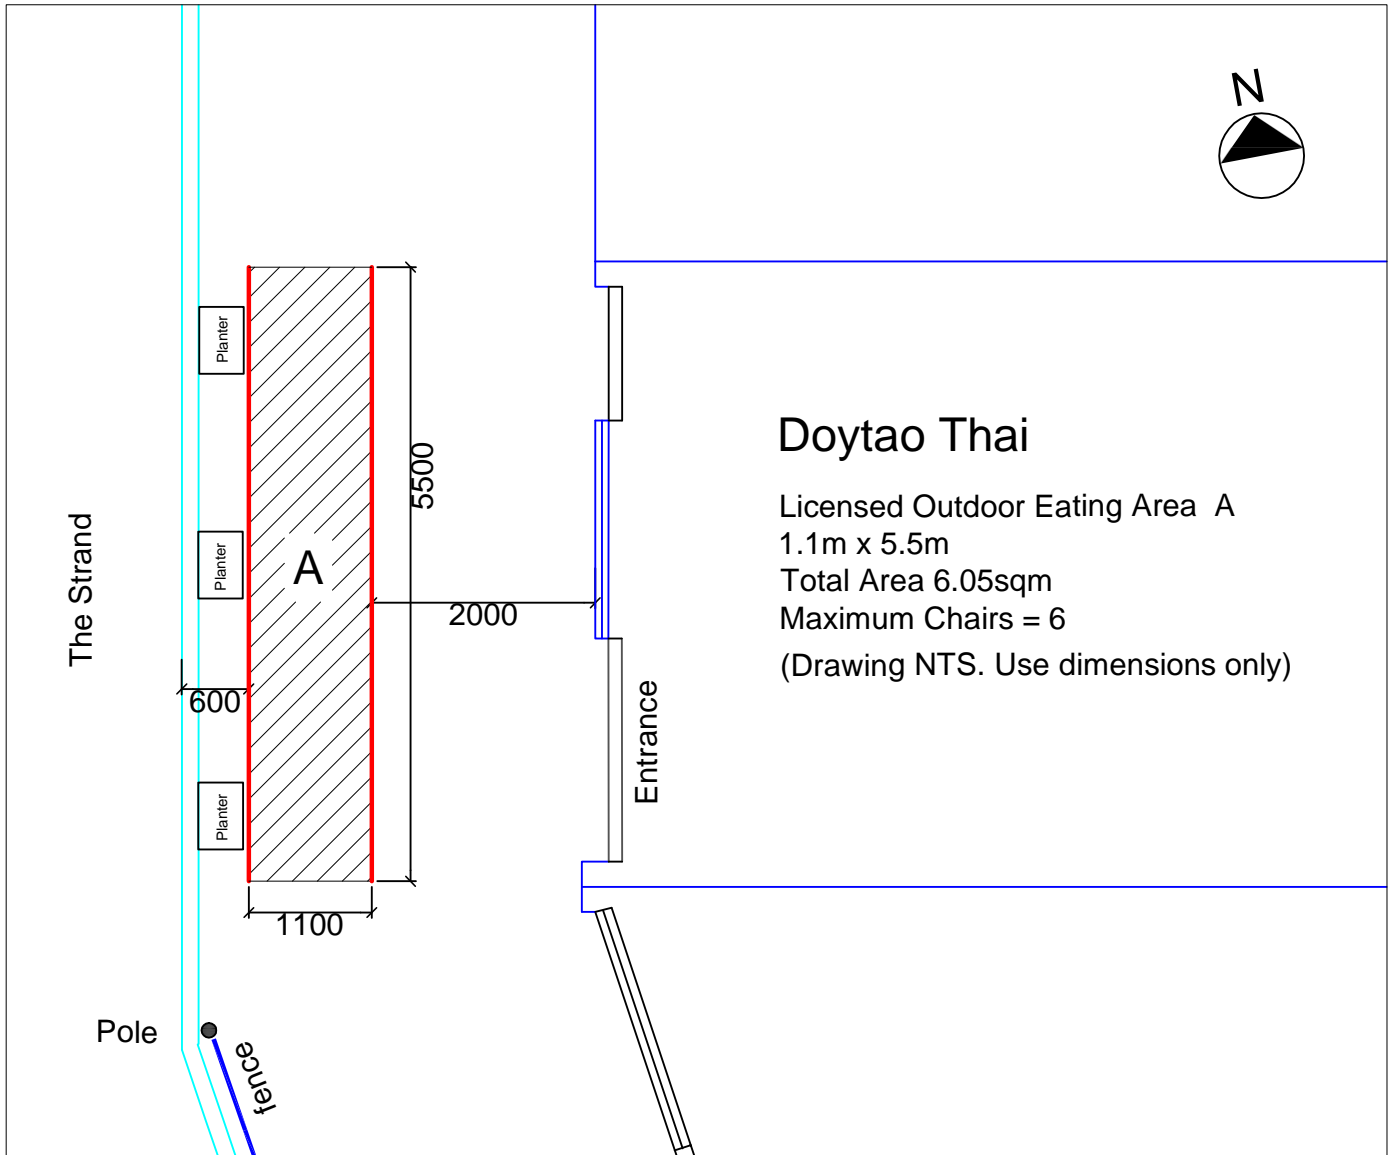 N
Planter
5500
Doytao Thai
Licensed Outdoor Eating Area A
1.1m x 5.5m
Total Area 6.05sqm
Maximum Chairs = 6
(Drawing NTS. Use dimensions only)
The Strand
Planter
A
2000
600
Entrance
Planter
1100
Pole
fence